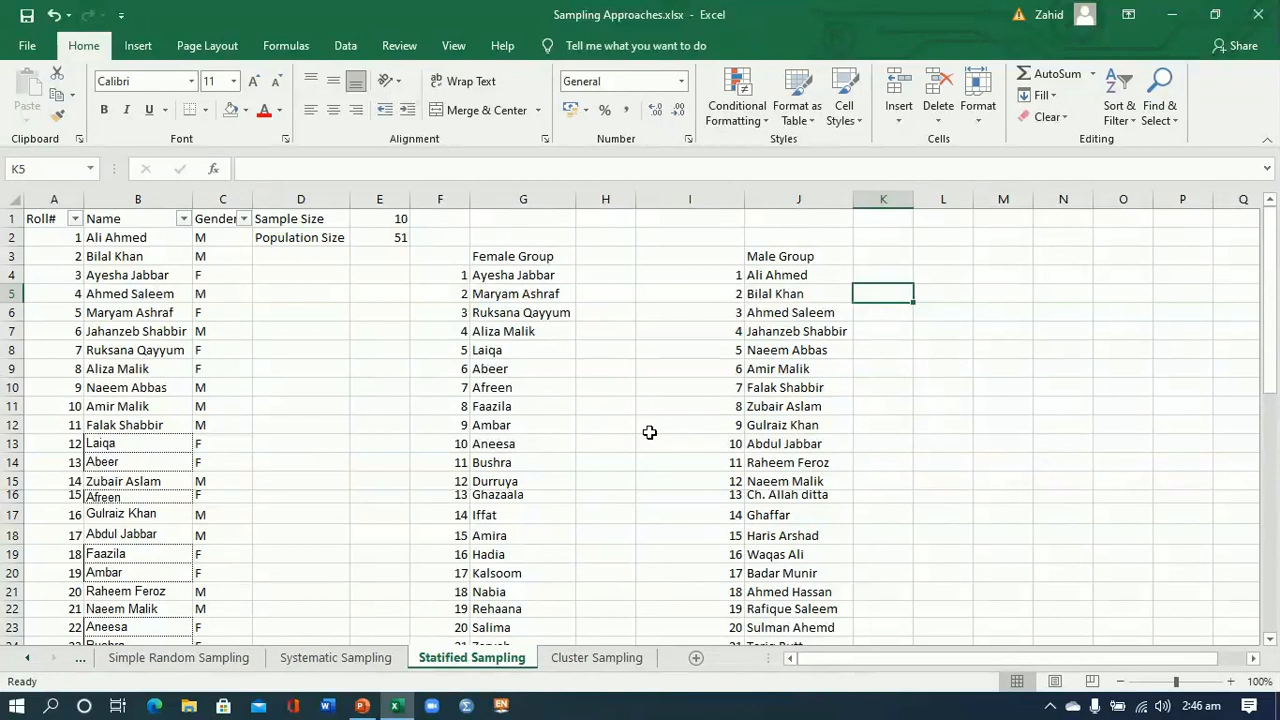 Sampling Approaches.xlsx - Excel
Zahid
File Home Insert Page Layout Formulas Data Review View Help Tell me what you want to do Share
Calibri 11 Wrap Text General AutoSum
Paste Conditional Formatting Format as Table Cell Styles Insert Delete Format Fill Sort & Filter Find & Select
B I U Merge & Center Clear
Clipboard Font Alignment Number Styles Cells Editing
K5 fx
A B C D E F G H I J K L M N O P Q
1 Roll# Name Gender Sample Size 10
2 1 Ali Ahmed M Population Size 51
3 2 Bilal Khan M Female Group Male Group
4 3 Ayesha Jabbar F 1 Ayesha Jabbar 1 Ali Ahmed
5 4 Ahmed Saleem M 2 Maryam Ashraf 2 Bilal Khan
6 5 Maryam Ashraf F 3 Ruksana Qayyum 3 Ahmed Saleem
7 6 Jahanzeb Shabbir M 4 Aliza Malik 4 Jahanzeb Shabbir
8 7 Ruksana Qayyum F 5 Laiqa 5 Naeem Abbas
9 8 Aliza Malik F 6 Abeer 6 Amir Malik
10 9 Naeem Abbas M 7 Afreen 7 Falak Shabbir
11 10 Amir Malik M 8 Faazila 8 Zubair Aslam
12 11 Falak Shabbir M 9 Ambar 9 Gulraiz Khan
13 12 Laiqa F 10 Aneesa 10 Abdul Jabbar
14 13 Abeer F 11 Bushra 11 Raheem Feroz
15 14 Zubair Aslam M 12 Durruya 12 Naeem Malik
16 15 Afreen F 13 Ghazaala 13 Ch. Allah ditta
17 16 Gulraiz Khan M 14 Iffat 14 Ghaffar
18 17 Abdul Jabbar M 15 Amira 15 Haris Arshad
19 18 Faazila F 16 Hadia 16 Waqas Ali
20 19 Ambar F 17 Kalsoom 17 Badar Munir
21 20 Raheem Feroz M 18 Nabia 18 Ahmed Hassan
22 21 Naeem Malik M 19 Rehaana 19 Rafique Saleem
23 22 Aneesa F 20 Salima 20 Sulman Ahemd
... Simple Random Sampling Systematic Sampling Statified Sampling Cluster Sampling
Ready 100%
2:46 am